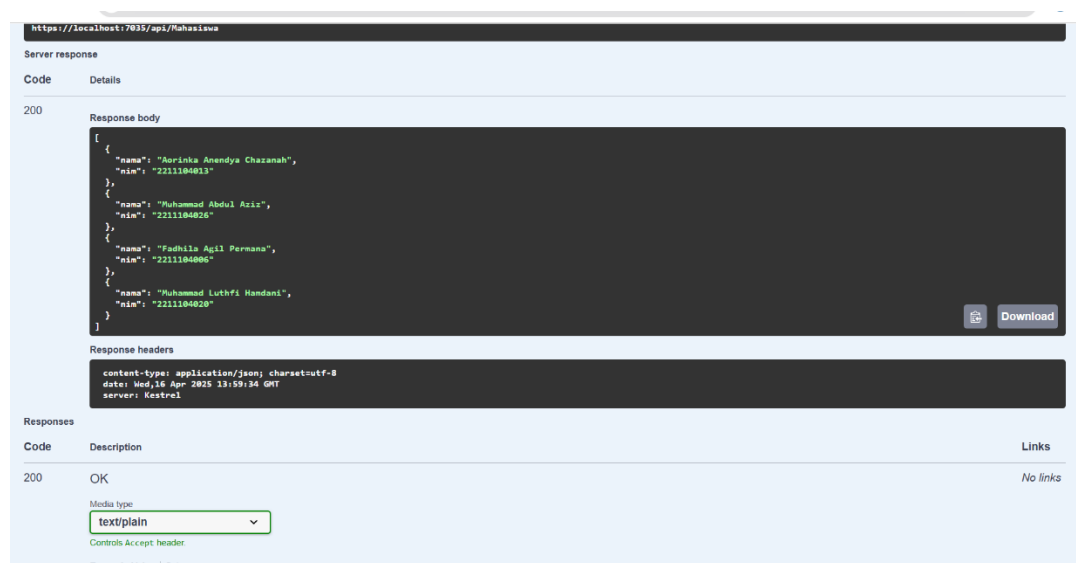 https://localhost:7035/api/Mahasiswa
Server response
Code Details
200
Response body
[
{
"nama": "Aorinka Anendya Chazanah",
"nim": "2211104013"
},
{
"nama": "Muhammad Abdul Aziz",
"nim": "2211104026"
},
{
"nama": "Fadhila Agil Permana",
"nim": "2211104006"
},
{
"nama": "Muhammad Luthfi Handani",
"nim": "2211104020"
}
]
Download
Response headers
content-type: application/json; charset=utf-8
date: Wed,16 Apr 2025 13:59:34 GMT
server: Kestrel
Responses
Code Description Links
200 OK No links
Media type
text/plain
Controls Accept header.